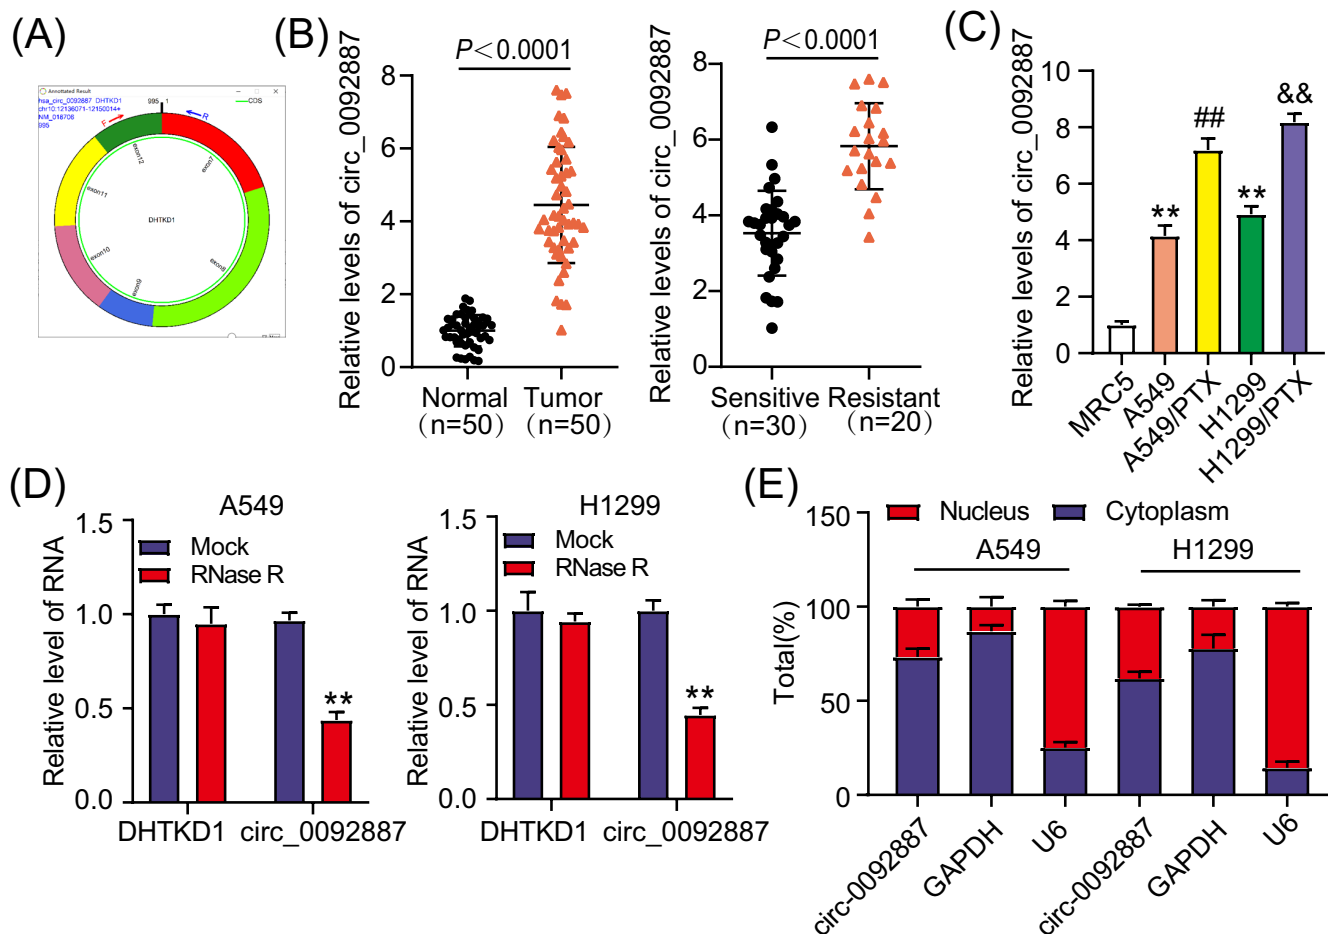 (A)
Annottated Result
hsa_circ_0092887 DHTKD1
chr10:12136071-12150014+
NM_018706
995
995 1
COS
F
R
exon12
exon7
exon11
DHTKD1
exon10
exon9
exon8
(B)
Relative levels of circ_0092887
P<0.0001
8
6
4
2
0
Normal
(n=50)
Tumor
(n=50)
Relative levels of circ_0092887
P<0.0001
8
6
4
2
0
Sensitive
(n=30)
Resistant
(n=20)
(C)
Relative levels of circ_0092887
10
8
6
4
2
0
**
##
**
&&
MRC5
A549
A549/PTX
H1299
H1299/PTX
(D)
A549
Relative level of RNA
1.5
1.0
0.5
0.0
Mock
RNase R
**
DHTKD1
circ_0092887
H1299
Relative level of RNA
1.5
1.0
0.5
0.0
Mock
RNase R
**
DHTKD1
circ_0092887
(E)
Nucleus
Cytoplasm
Total(%)
150
100
50
0
A549
H1299
circ-0092887
GAPDH
U6
circ-0092887
GAPDH
U6